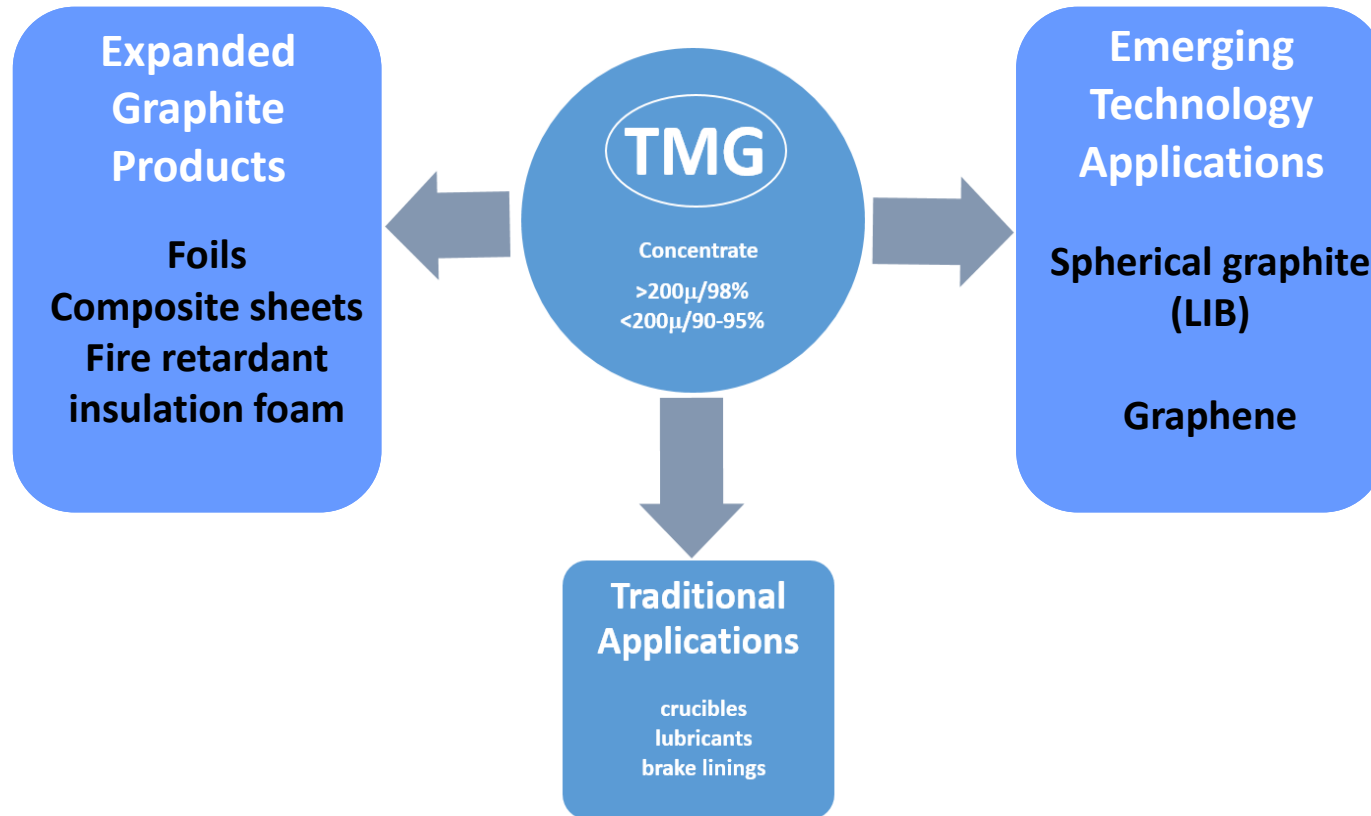 Expanded
Graphite
Products
Foils
Composite sheets
Fire retardant
insulation foam
TMG
Concentrate
>200μ/98%
<200μ/90-95%
Emerging
Technology
Applications
Spherical graphite
(LIB)
Graphene
Traditional
Applications
crucibles
lubricants
brake linings